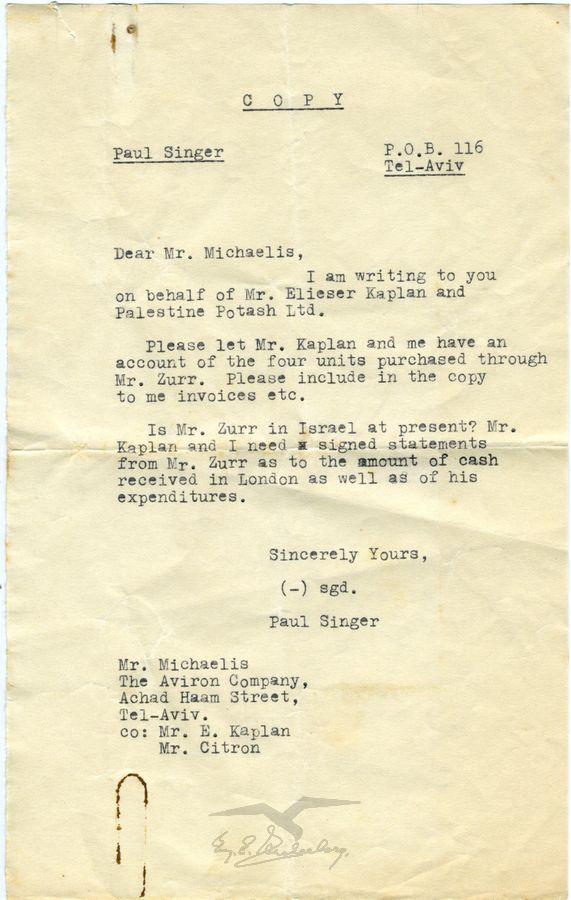 C O P Y
Paul Singer P.O.B. 116
Tel-Aviv
Dear Mr. Michaelis,
I am writing to you
on behalf of Mr. Elieser Kaplan and
Palestine Potash Ltd.
Please let Mr. Kaplan and me have an
account of the four units purchased through
Mr. Zurr. Please include in the copy
to me invoices etc.
Is Mr. Zurr in Israel at present? Mr.
Kaplan and I need signed statements
from Mr. Zurr as to the amount of cash
received in London as well as of his
expenditures.
Sincerely Yours,
(-) sgd.
Paul Singer
Mr. Michaelis
The Aviron Company,
Achad Haam Street,
Tel-Aviv.
co: Mr. E. Kaplan
Mr. Citron